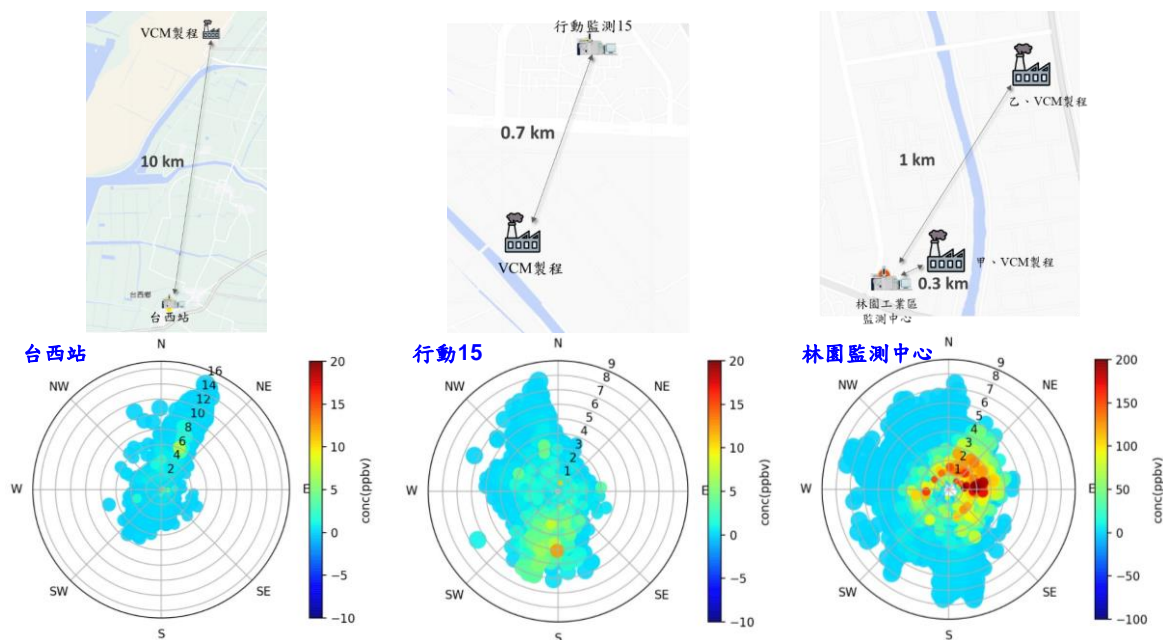 VCM製程
10 km
台西鄉
台西站
行動監測15
0.7 km
VCM製程
乙、VCM製程
1 km
甲、VCM製程
0.3 km
林園工業區
監測中心
台西站
N
NE
E
SE
S
SW
W
NW
2
4
6
8
10
12
14
16
20
15
10
5
0
−5
−10
conc(ppbv)
行動15
N
NE
E
SE
S
SW
W
NW
1
2
3
4
5
6
7
8
9
20
15
10
5
0
−5
−10
conc(ppbv)
林園監測中心
N
NE
E
SE
S
SW
W
NW
1
2
3
4
5
6
7
8
9
200
150
100
50
0
−50
−100
conc(ppbv)